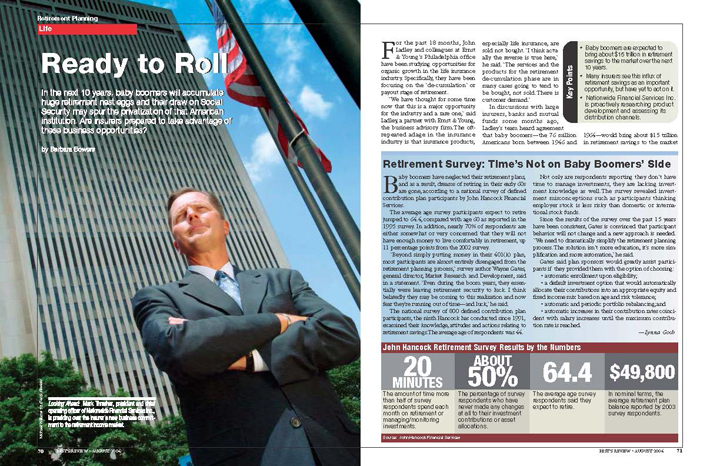 Retirement Planning
Life
Ready to Roll
In the next 10 years, baby boomers will accumulate
huge retirement nest eggs and their draw on Social
Security may spur the privatization of that American
institution. Are insurers prepared to take advantage of
these business opportunities?
by Barbara Bowers
Looking Ahead: Mark Thresher, president and chief
operating officer of Nationwide Financial Services Inc.,
is presiding over the insurer's new business commit-
ment to the retirement income market.
70 BEST'S REVIEW • AUGUST 2004
For the past 18 months, John
Ladley and colleagues at Ernst
& Young's Philadelphia office
have been studying opportunities for
organic growth in the life insurance
industry. Specifically, they have been
focusing on the 'de-cumulation' or
payout stage of retirement.
"We have thought for some time
now that this is a major opportunity
for the industry and a rare one," said
Ladley, a partner with Ernst & Young,
the business advisory firm. The oft-
repeated adage in the insurance
industry is that insurance products,
especially life insurance, are
sold not bought. "I think actu-
ally the reverse is true here,"
he said. "The services and the
products for the retirement
de-cumulation phase are in
many cases going to tend to
be bought, not sold. There is
customer demand."
In discussions with large
insurers, banks and mutual
funds some months ago,
Ladley's team heard agreement
that baby boomers—the 76 million
Americans born between 1946 and
Key Points
• Baby boomers are expected to
bring about $15 trillion in retirement
savings to the market over the next
10 years.
• Many insurers see this influx of
retirement savings as an important
opportunity, but have yet to act on it.
• Nationwide Financial Services Inc.
is proactively researching product
development and assessing its
distribution channels.
1964—would bring about $15 trillion
in retirement savings to the market
Retirement Survey: Time's Not on Baby Boomers' Side
Baby boomers have neglected their retirement plans,
and as a result, dreams of retiring in their early 60s
are gone, according to a national survey of defined
contribution plan participants by John Hancock Financial
Services.
The average age survey participants expect to retire
jumped to 64.4, compared with age 60 as reported in the
1995 survey. In addition, nearly 70% of respondents are
either somewhat or very concerned that they will not
have enough money to live comfortably in retirement, up
11 percentage points from the 2002 survey.
"Beyond simply putting money in their 401(k) plan,
most participants are almost entirely disengaged from the
retirement planning process," survey author Wayne Gates,
general director, Market Research and Development, said
in a statement. "Even during the boom years, they essen-
tially were leaving retirement security to luck. I think
belatedly they may be coming to this realization and now
fear they're running out of time—and luck," he said.
The national survey of 800 defined contribution plan
participants, the ninth Hancock has conducted since 1991,
examined their knowledge, attitudes and actions relating to
retirement savings. The average age of respondents was 44.
Not only are respondents reporting they don't have
time to manage investments, they are lacking invest-
ment knowledge as well. The survey revealed invest-
ment misconceptions such as participants thinking
employer stock is less risky than domestic or interna-
tional stock funds.
Since the results of the survey over the past 15 years
have been consistent, Gates is convinced that participant
behavior will not change and a new approach is needed.
"We need to dramatically simplify the retirement planning
process. The solution isn't more education, it's more sim-
plification and more automation," he said.
Gates said plan sponsors would greatly assist partici-
pants if they provided them with the option of choosing:
• automatic enrollment upon eligibility;
• a default investment option that would automatically
allocate their contributions into an appropriate equity and
fixed income mix based on age and risk tolerance;
• automatic and periodic portfolio rebalancing; and
• automatic increases in their contribution rates coinci-
dent with salary increases until the maximum contribu-
tion rate is reached.
—Lynna Goch
John Hancock Retirement Survey Results by the Numbers
20
MINUTES
The amount of time more
than half of survey
respondents spend each
month on retirement or
managing/monitoring
investments.
ABOUT
50%
The percentage of survey
respondents who have
never made any changes
at all to their investment
contributions or asset
allocations.
64.4
The average age survey
respondents said they
expect to retire.
$49,800
In nominal terms, the
average retirement plan
balance reported by 2003
survey respondents.
Source: John Hancock Financial Services
BEST'S REVIEW • AUGUST 2004 71